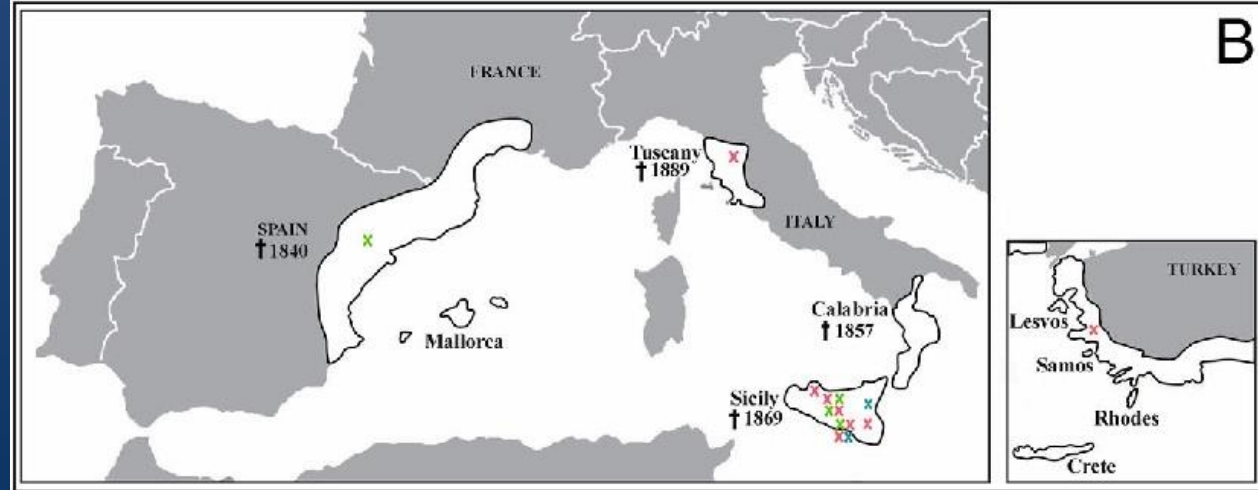 B
FRANCE
Tuscany
† 1889
SPAIN
† 1840
ITALY
TURKEY
Mallorca
Calabria
† 1857
Lesvos
Samos
Sicily
† 1869
Rhodes
Crete